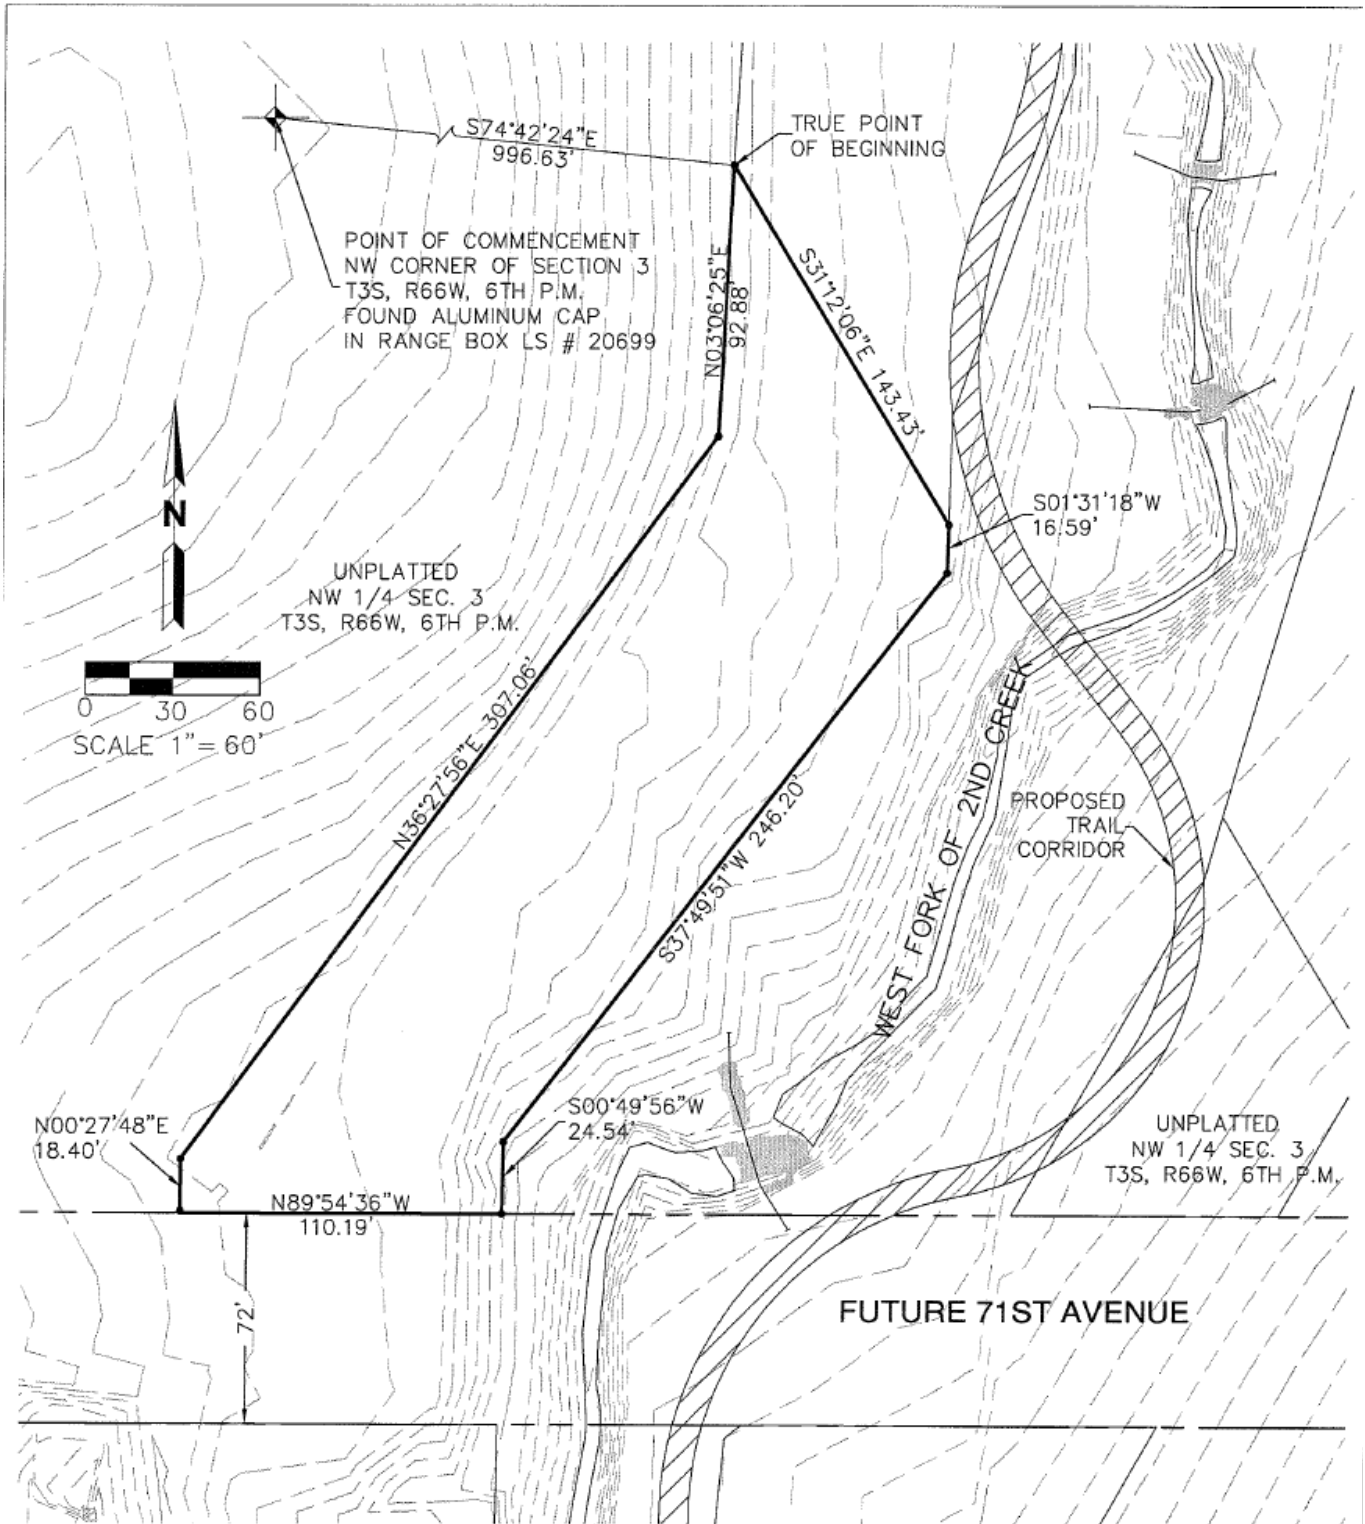 S74°42'24"E
996.63'
TRUE POINT
OF BEGINNING
POINT OF COMMENCEMENT
NW CORNER OF SECTION 3
T3S, R66W, 6TH P.M.
FOUND ALUMINUM CAP
IN RANGE BOX LS # 20699
N03°06'25"E
92.88'
S31°12'06"E 143.43'
S01°31'18"W
16.59'
N
UNPLATTED
NW 1/4 SEC. 3
T3S, R66W, 6TH P.M.
0 30 60
SCALE 1"= 60'
N36°27'56"E 307.06'
S37°49'51"W 246.20'
WEST FORK OF 2ND CREEK
PROPOSED
TRAIL
CORRIDOR
N00°27'48"E
18.40'
S00°49'56"W
24.54'
N89°54'36"W
110.19'
UNPLATTED
NW 1/4 SEC. 3
T3S, R66W, 6TH P.M.
72'
FUTURE 71ST AVENUE